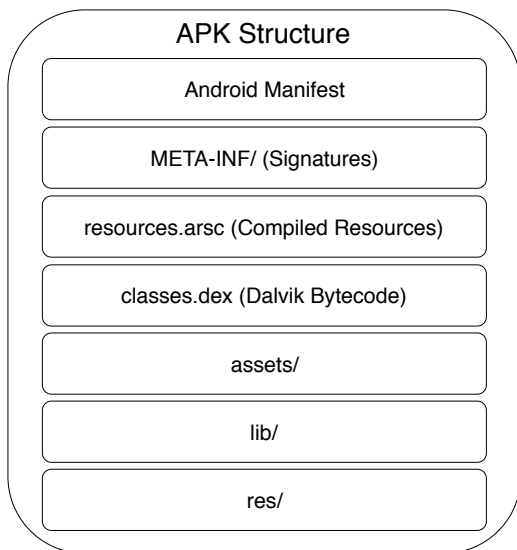 APK Structure
Android Manifest
META-INF/ (Signatures)
resources.arsc (Compiled Resources)
classes.dex (Dalvik Bytecode)
assets/
lib/
res/